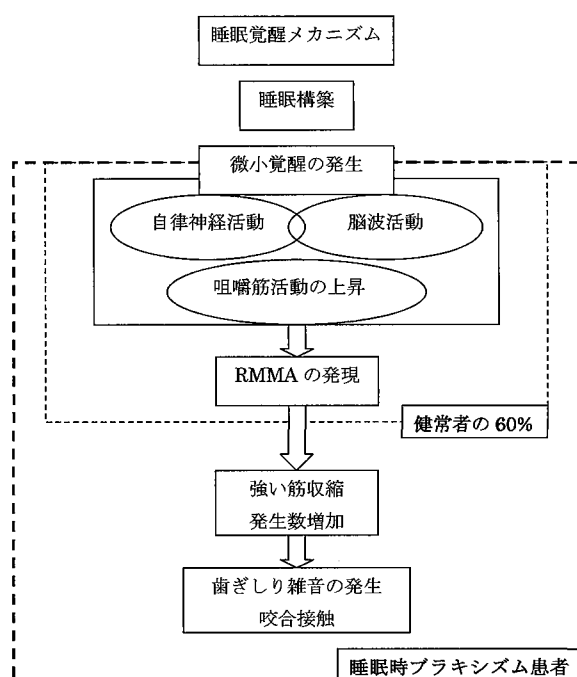 睡眠覚醒メカニズム
睡眠構築
微小覚醒の発生
自律神経活動
脳波活動
咀嚼筋活動の上昇
RMMA の発現
健常者の 60%
強い筋収縮
発生数増加
歯ぎしり雑音の発生
咬合接触
睡眠時ブラキシズム患者